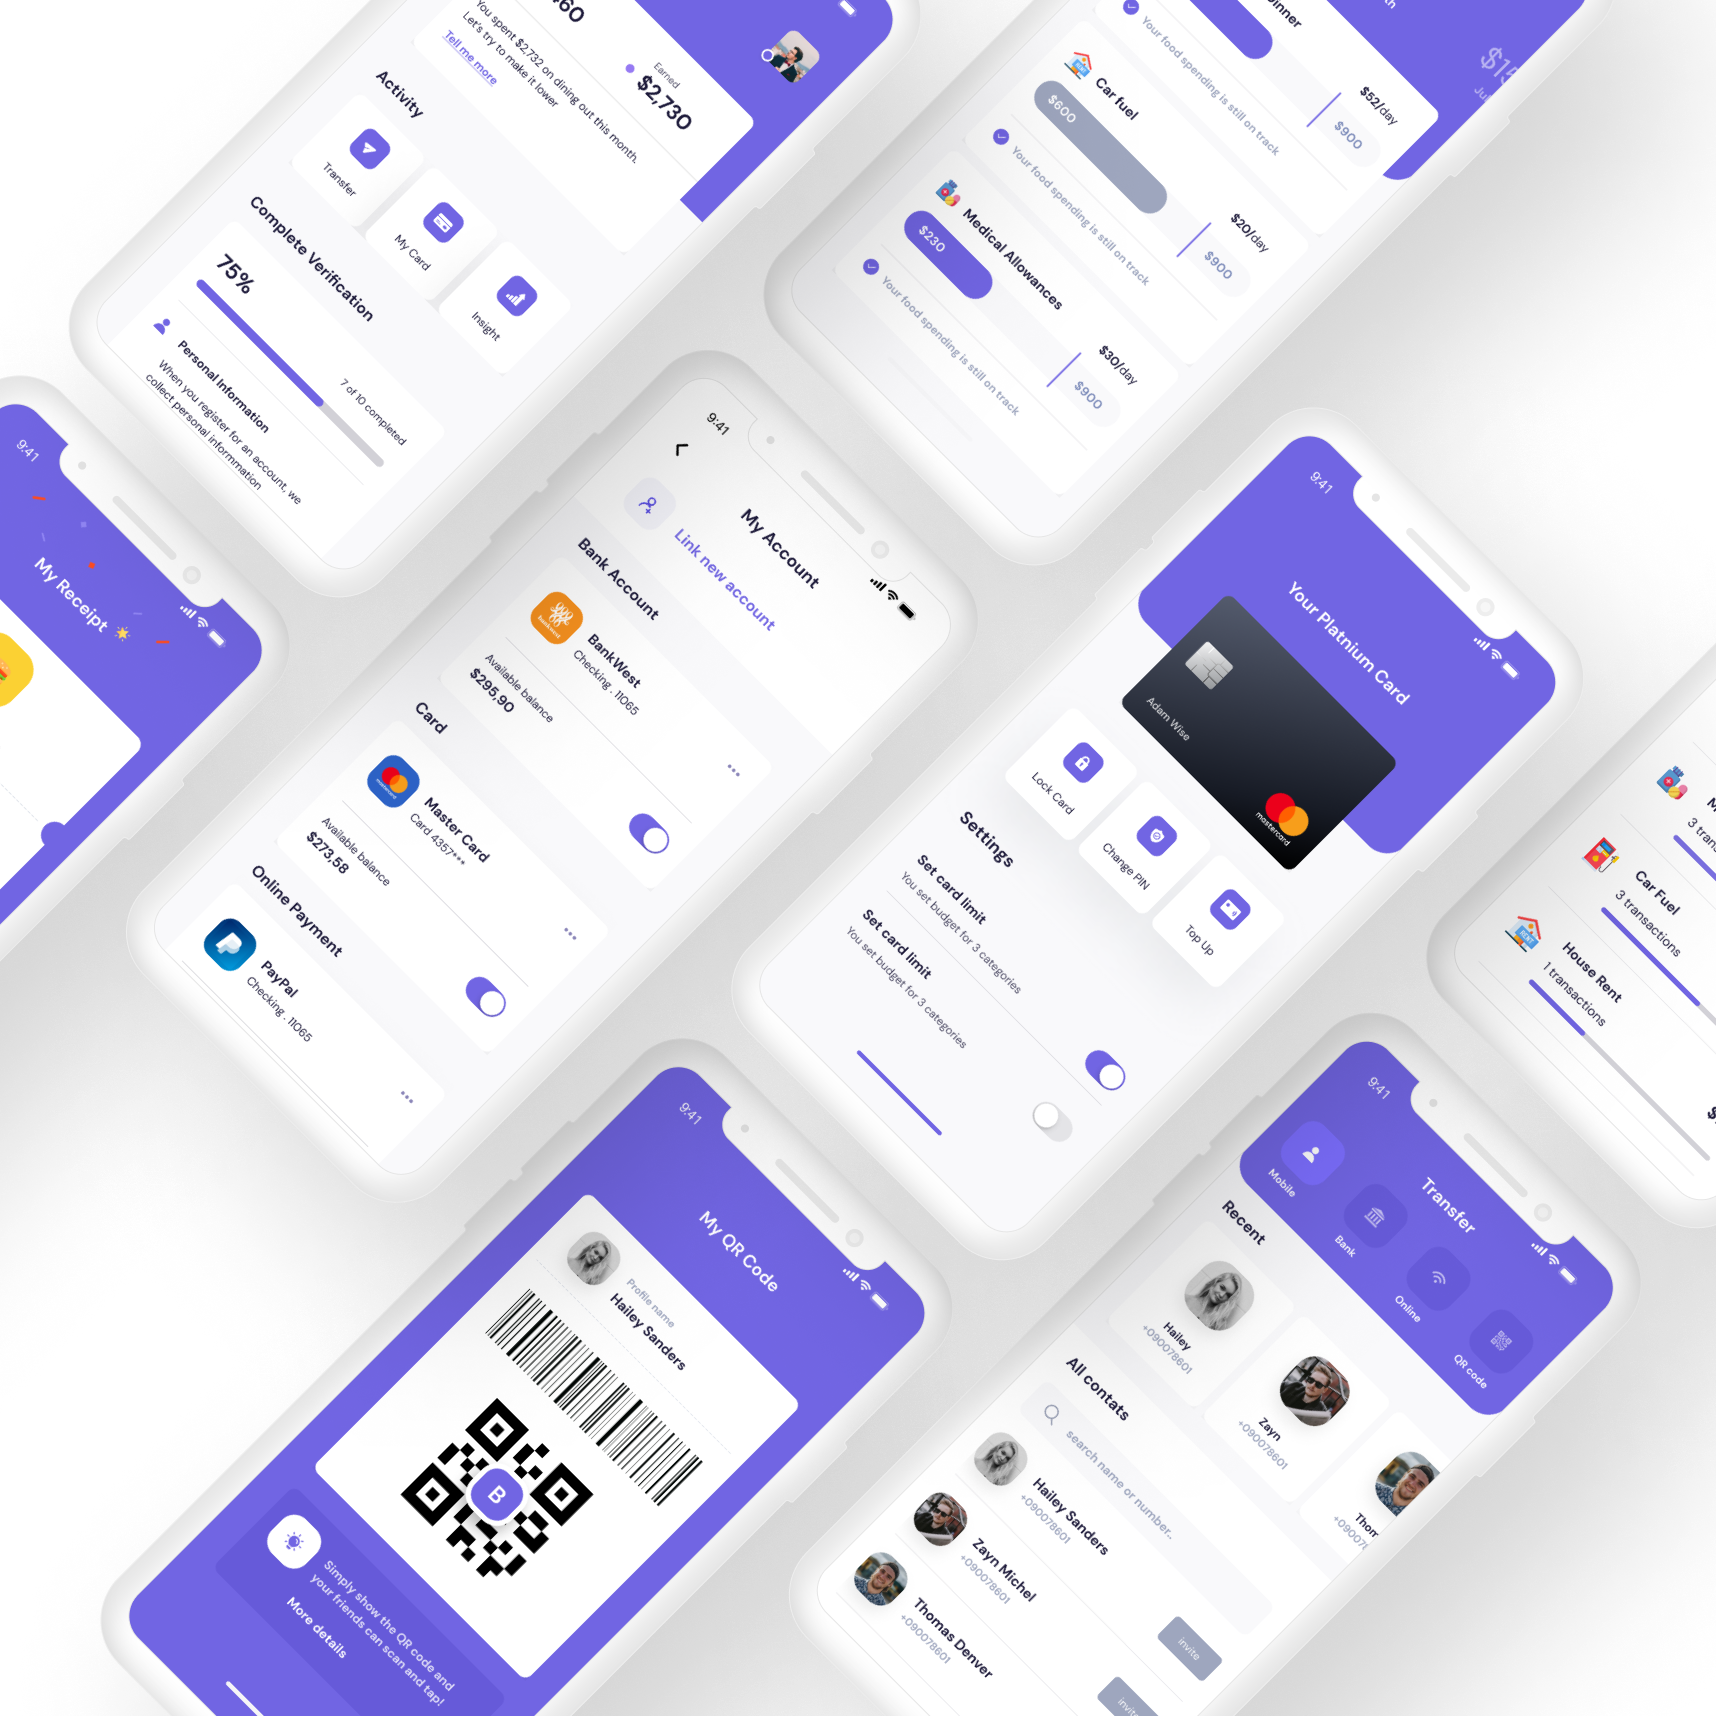 460
Earned
$2,730
You spent $2,732 on dining out this month.
Let's try to make it lower
Tell me more
Activity
Transfer
My Card
Insight
Complete Verification
75%
7 of 10 completed
Personal Information
When you register for an account, we
collect personal informmation
$52/day
$900
Your food spending is still on track
Car fuel
$600
$20/day
$900
Your food spending is still on track
Medical Allowances
$230
$30/day
$900
Your food spending is still on track
9:41
My Receipt
9:41
My Account
Link new account
Bank Account
BankWest
Checking . 11065
Available balance
$295,90
Card
mastercard
Master Card
Card 4357***
Available balance
$273,58
Online Payment
PayPal
Checking . 11065
9:41
Your Platnium Card
Adam Wise
mastercard
Lock Card
Change PIN
Top Up
Settings
Set card limit
You set budget for 3 categories
Set card limit
You set budget for 3 categories
Car Fuel
3 transactions
House Rent
1 transactions
9:41
My QR Code
Profile name
Hailey Sanders
B
Simply show the QR code and
your friends can scan and tap!
More details
9:41
Transfer
Mobile
Bank
Online
QR code
Recent
Hailey
+090078601
Zayn
+090078601
Thom
All contats
search name or number..
Hailey Sanders
+090078601
Zayn Michel
+090078601
invite
Thomas Denver
+090078601